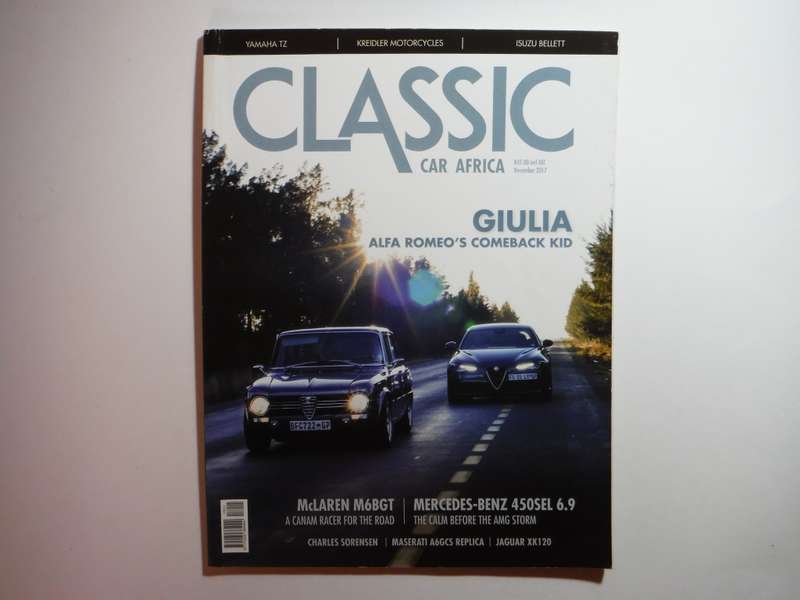 YAMAHA TZ | KREIDLER MOTORCYCLES | ISUZU BELLETT
CLASSIC
CAR AFRICA
November 2017
GIULIA
ALFA ROMEO'S COMEBACK KID
McLAREN M6BGT | MERCEDES-BENZ 450SEL 6.9
A CANAM RACER FOR THE ROAD | THE CALM BEFORE THE AMG STORM
CHARLES SORENSEN | MASERATI A6GCS REPLICA | JAGUAR XK120